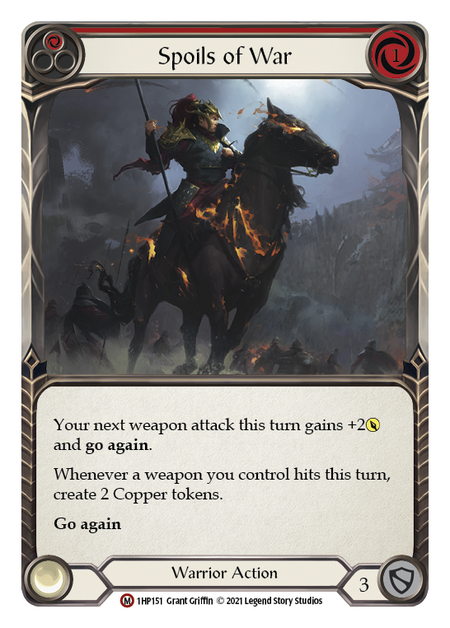 Spoils of War
1
Your next weapon attack this turn gains +2
and go again.
Whenever a weapon you control hits this turn,
create 2 Copper tokens.
Go again
Warrior Action
3
M 1HP151 Grant Griffin © 2021 Legend Story Studios